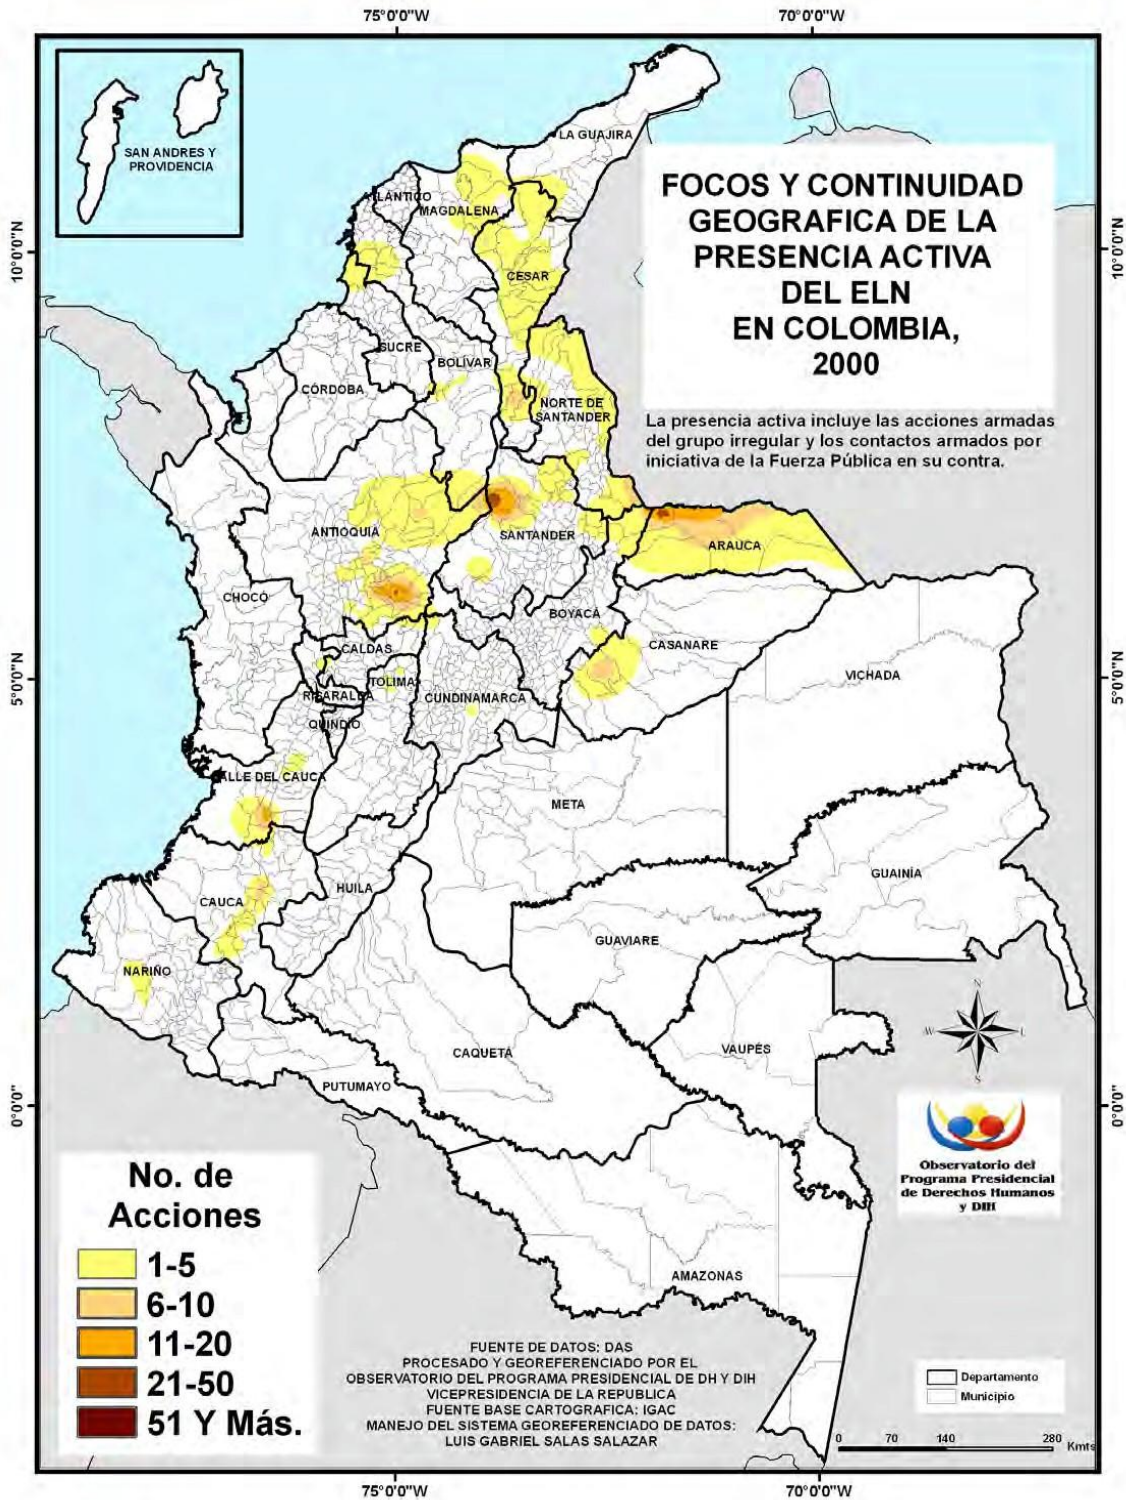 75°0'0"W
70°0'0"W
SAN ANDRES Y
PROVIDENCIA
LA GUAJIRA
ATLÁNTICO
MAGDALENA
FOCOS Y CONTINUIDAD
GEOGRAFICA DE LA
PRESENCIA ACTIVA
DEL ELN
EN COLOMBIA,
2000
10°0'0"N
10°0'0"N
CESAR
SUCRE
BOLÍVAR
CÓRDOBA
NORTE DE
SANTANDER
La presencia activa incluye las acciones armadas
del grupo irregular y los contactos armados por
iniciativa de la Fuerza Pública en su contra.
ANTIOQUIA
SANTANDER
ARAUCA
CHOCÓ
BOYACÁ
CALDAS
CASANARE
5°0'0"N
5°0'0"N
VICHADA
TOLIMA
RISARALDA
CUNDINAMARCA
QUINDÍO
VALLE DEL CAUCA
META
GUAINÍA
HUILA
CAUCA
GUAVIARE
NARIÑO
N
W
L
S
VAUPÉS
CAQUETÁ
PUTUMAYO
0°0'0"
0°0'0"
Observatorio del
Programa Presidencial
de Derechos Humanos
y DIH
No. de
Acciones
1-5
6-10
11-20
21-50
51 Y Más.
AMAZONAS
FUENTE DE DATOS: DAS
PROCESADO Y GEOREFERENCIADO POR EL
OBSERVATORIO DEL PROGRAMA PRESIDENCIAL DE DH Y DIH
VICEPRESIDENCIA DE LA REPUBLICA
FUENTE BASE CARTOGRAFICA: IGAC
MANEJO DEL SISTEMA GEOREFERENCIADO DE DATOS:
LUIS GABRIEL SALAS SALAZAR
Departamento
Municipio
0 70 140 280
Kmts
75°0'0"W
70°0'0"W